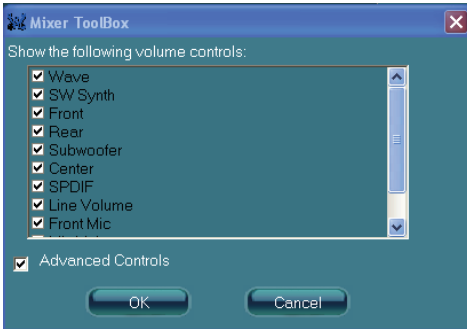 Mixer ToolBox
Show the following volume controls:
Wave
SW Synth
Front
Rear
Subwoofer
Center
SPDIF
Line Volume
Front Mic
Advanced Controls
OK
Cancel